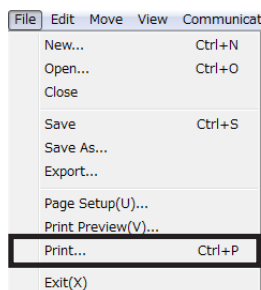 File Edit Move View Communicat
New... Ctrl+N
Open... Ctrl+O
Close
Save Ctrl+S
Save As...
Export...
Page Setup(U)...
Print Preview(V)...
Print... Ctrl+P
Exit(X)